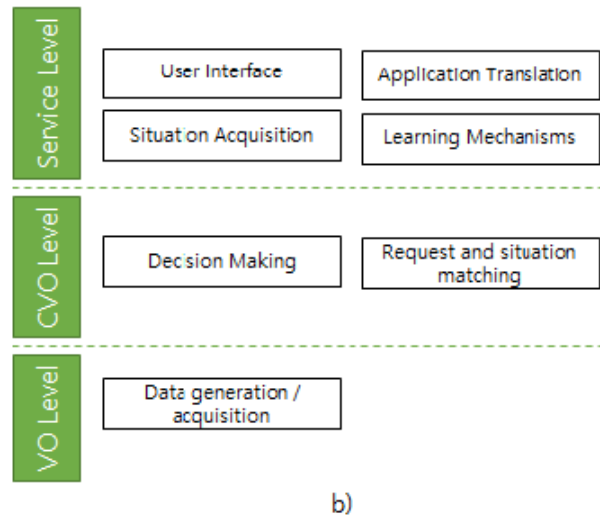 Service Level
User Interface
Application Translation
Situation Acquisition
Learning Mechanisms
CVO Level
Decision Making
Request and situation
matching
VO Level
Data generation /
acquisition
b)